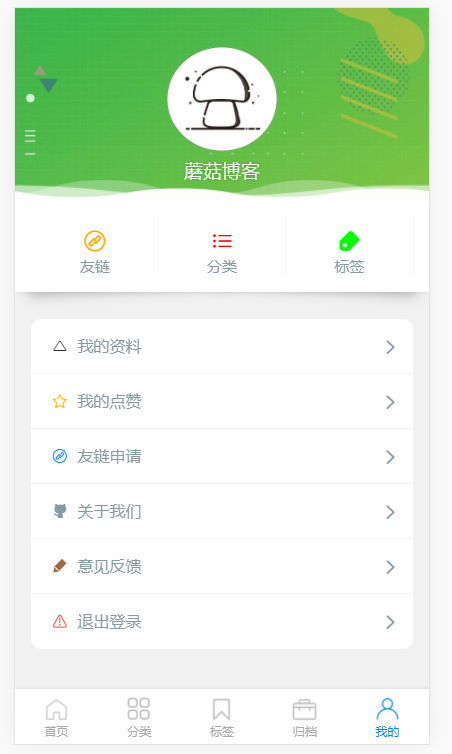 蘑菇博客
友链 分类 标签
我的资料
我的点赞
友链申请
关于我们
意见反馈
退出登录
首页 分类 标签 归档 我的